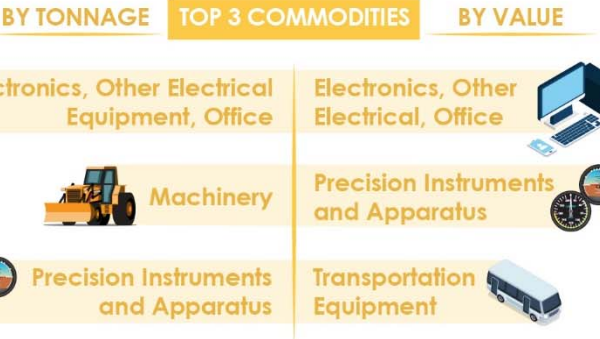 BY TONNAGE TOP 3 COMMODITIES BY VALUE
ctronics, Other Electrical
Equipment, Office
Electronics, Other
Electrical, Office
Machinery
Precision Instruments
and Apparatus
Precision Instruments
and Apparatus
Transportation
Equipment